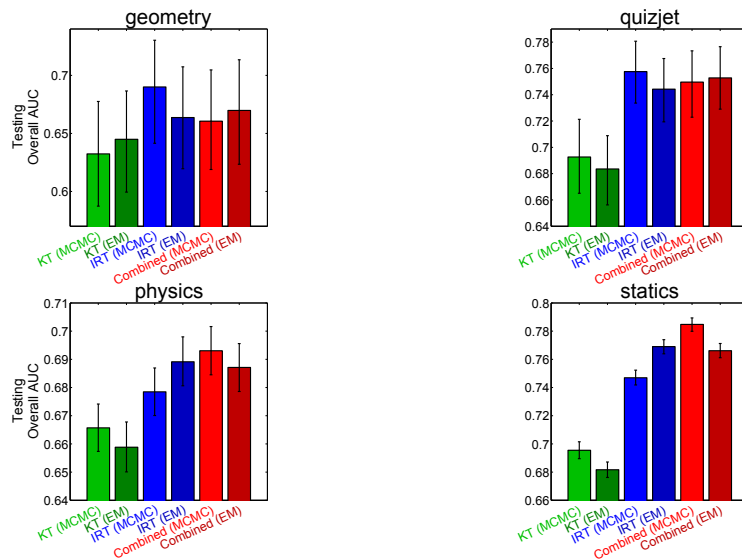 geometry
Testing
Overall AUC
0.7
0.65
0.6
KT (MCMC)
KT (EM)
IRT (MCMC)
IRT (EM)
Combined (MCMC)
Combined (EM)
quizjet
0.78
0.76
0.74
0.72
0.7
0.68
0.66
0.64
KT (MCMC)
KT (EM)
IRT (MCMC)
IRT (EM)
Combined (MCMC)
Combined (EM)
physics
Testing
Overall AUC
0.71
0.7
0.69
0.68
0.67
0.66
0.65
0.64
KT (MCMC)
KT (EM)
IRT (MCMC)
IRT (EM)
Combined (MCMC)
Combined (EM)
statics
0.8
0.78
0.76
0.74
0.72
0.7
0.68
0.66
KT (MCMC)
KT (EM)
IRT (MCMC)
IRT (EM)
Combined (MCMC)
Combined (EM)